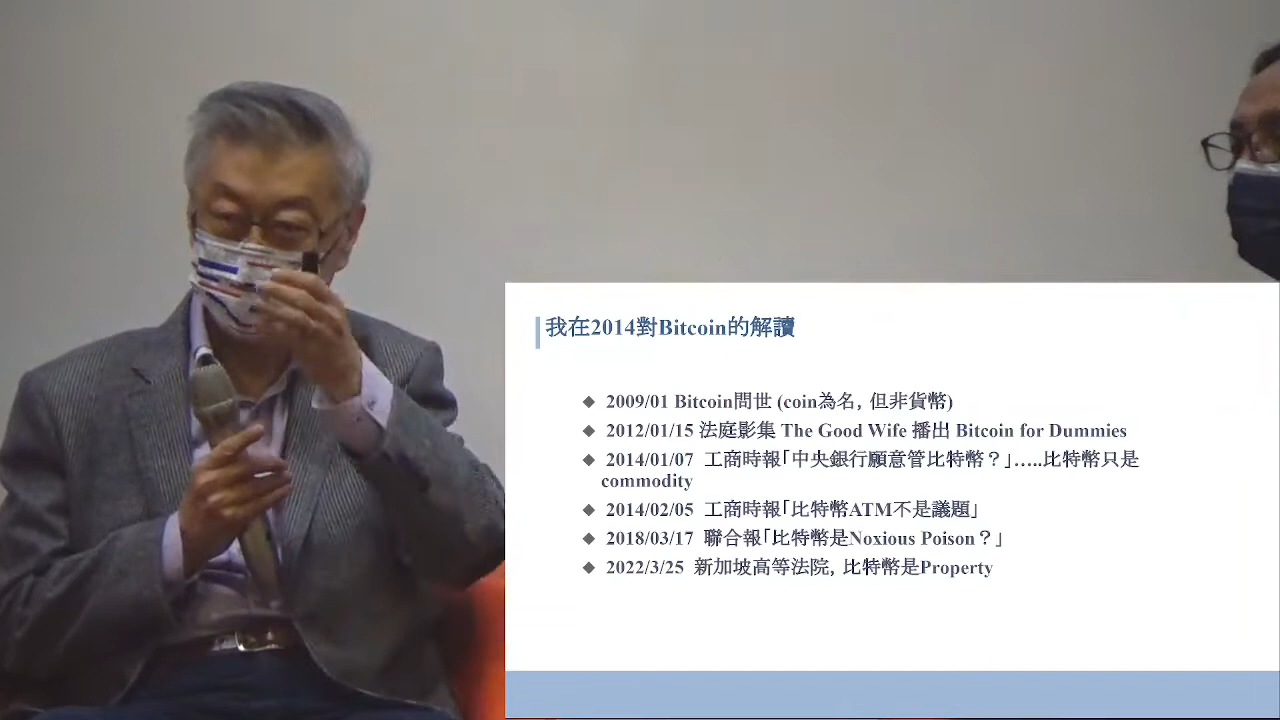 我在2014對Bitcoin的解讀
◆ 2009/01 Bitcoin問世 (coin為名, 但非貨幣)
◆ 2012/01/15 法庭影集 The Good Wife 播出 Bitcoin for Dummies
◆ 2014/01/07 工商時報「中央銀行願意管比特幣？」…..比特幣只是
commodity
◆ 2014/02/05 工商時報「比特幣ATM不是議題」
◆ 2018/03/17 聯合報「比特幣是Noxious Poison？」
◆ 2022/3/25 新加坡高等法院, 比特幣是Property